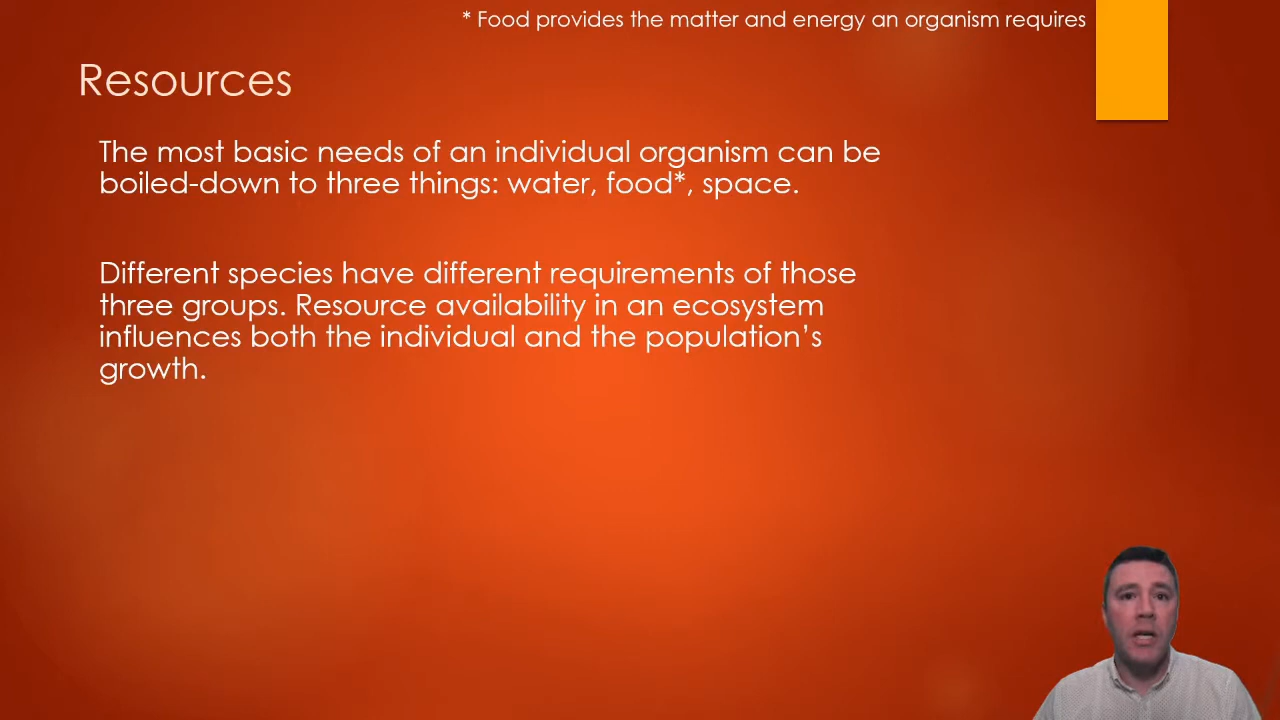 * Food provides the matter and energy an organism requires
Resources
The most basic needs of an individual organism can be
boiled-down to three things: water, food*, space.
Different species have different requirements of those
three groups. Resource availability in an ecosystem
influences both the individual and the population’s
growth.